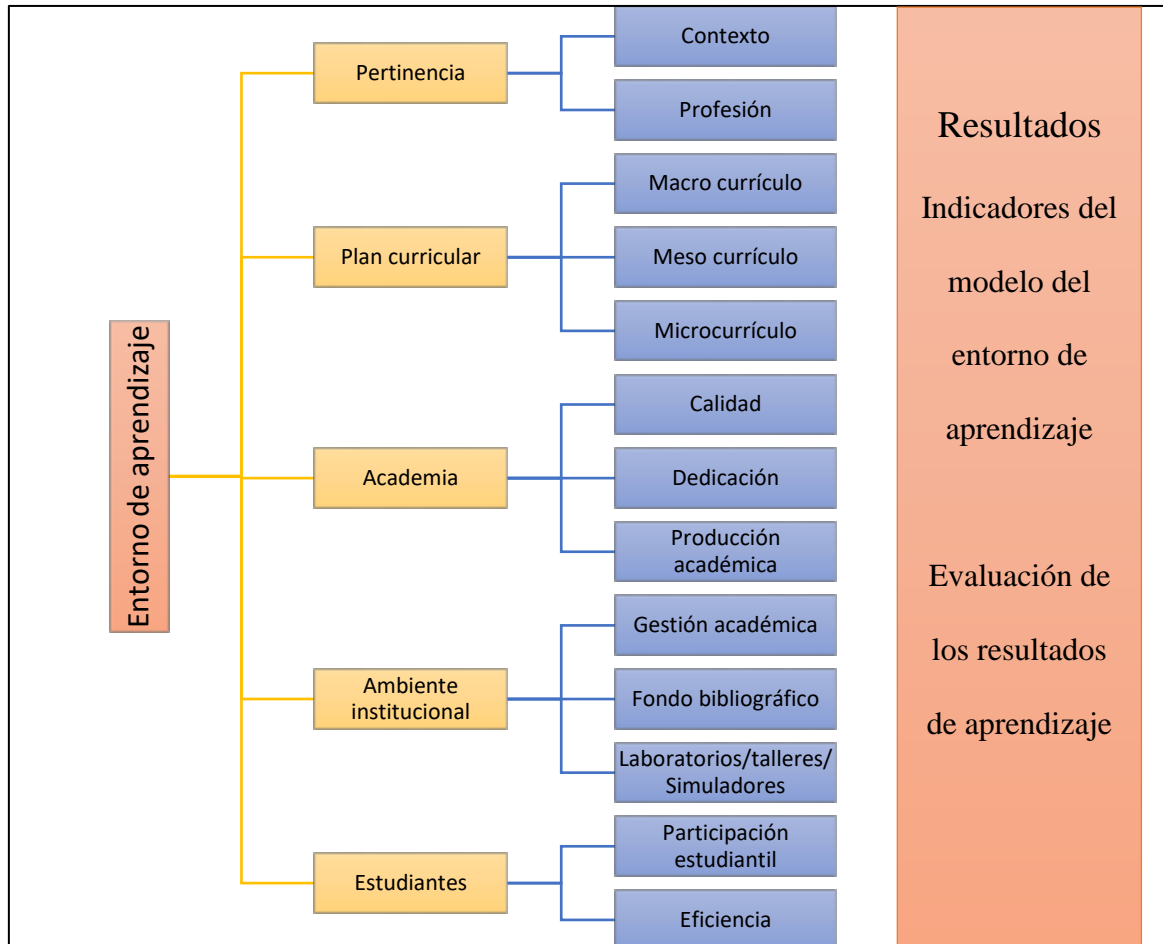 Entorno de aprendizaje
Pertinencia
Contexto
Profesión
Plan curricular
Macro currículo
Meso currículo
Microcurrículo
Academia
Calidad
Dedicación
Producción
académica
Ambiente
institucional
Gestión académica
Fondo bibliográfico
Laboratorios/talleres/
Simuladores
Estudiantes
Participación
estudiantil
Eficiencia
Resultados
Indicadores del
modelo del
entorno de
aprendizaje
Evaluación de
los resultados
de aprendizaje